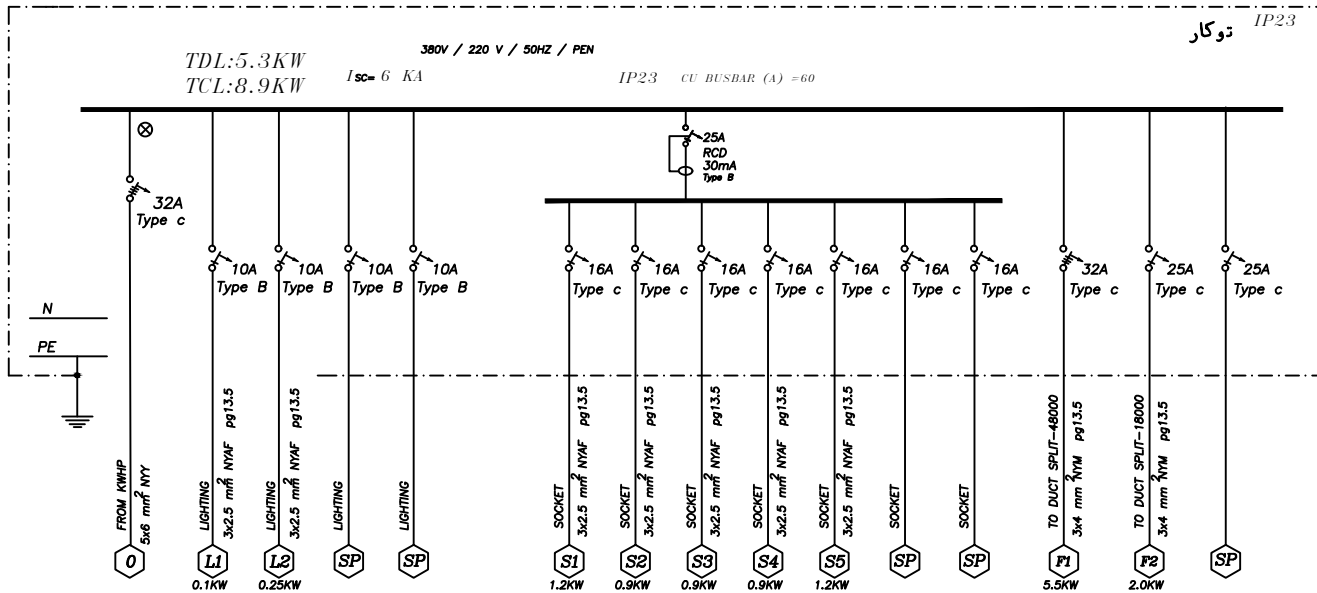 توکار IP23
380V / 220 V / 50HZ / PEN
TDL:5.3KW
TCL:8.9KW
Isc= 6 KA
IP23 CU BUSBAR (A) =60
25A
RCD
30mA
Type B
32A
Type c
10A
Type B
10A
Type B
10A
Type B
10A
Type B
16A
Type c
16A
Type c
16A
Type c
16A
Type c
16A
Type c
16A
Type c
16A
Type c
32A
Type c
25A
Type c
25A
Type c
N
PE
FROM KWHP
5x6 mm2 NYY
LIGHTING
3x2.5 mm2 NYAF pg13.5
LIGHTING
3x2.5 mm2 NYAF pg13.5
LIGHTING
LIGHTING
SOCKET
3x2.5 mm2 NYAF pg13.5
SOCKET
3x2.5 mm2 NYAF pg13.5
SOCKET
3x2.5 mm2 NYAF pg13.5
SOCKET
3x2.5 mm2 NYAF pg13.5
SOCKET
3x2.5 mm2 NYAF pg13.5
SOCKET
SOCKET
TO DUCT SPLIT-48000
3x4 mm2 NYM pg13.5
TO DUCT SPLIT-18000
3x4 mm2 NYM pg13.5
0 L1 L2 SP SP S1 S2 S3 S4 S5 SP SP F1 F2 SP
0.1KW 0.25KW 1.2KW 0.9KW 0.9KW 0.9KW 1.2KW 5.5KW 2.0KW